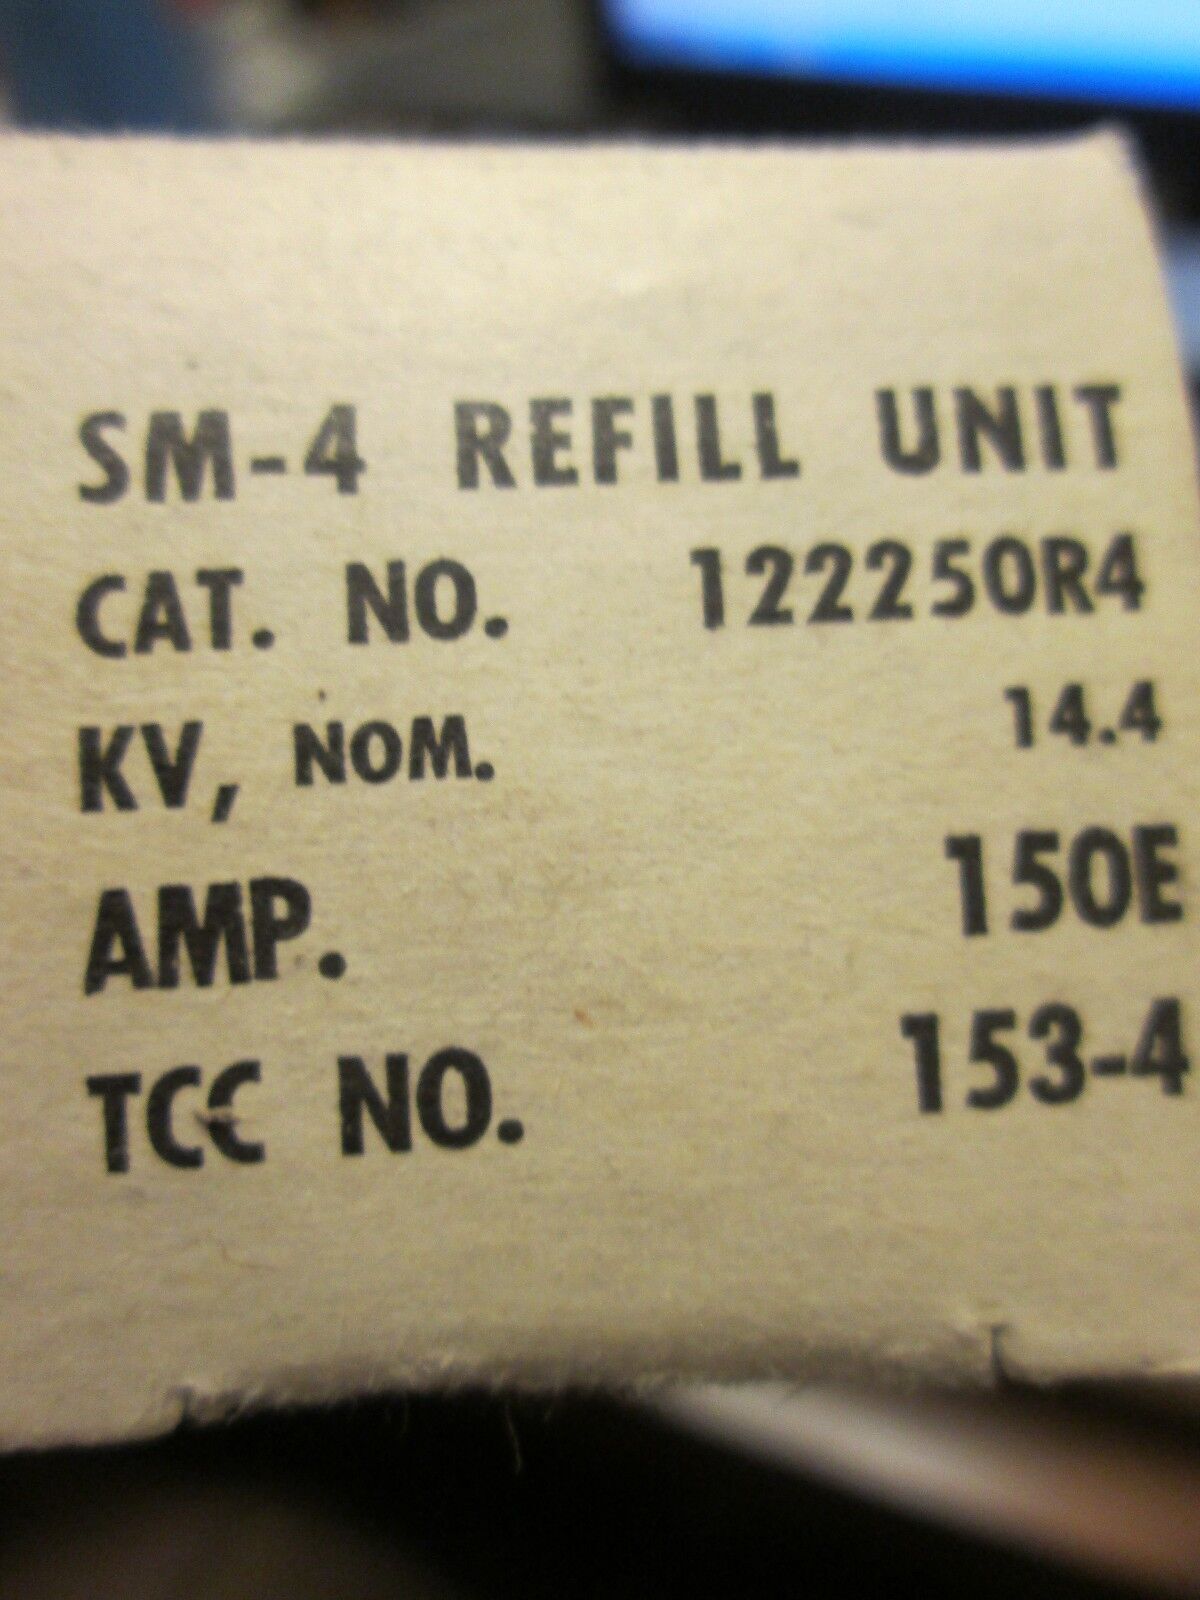 SM-4 REFILL UNIT
CAT. NO. 122250R4
KV, NOM. 14.4
AMP. 150E
TCC NO. 153-4